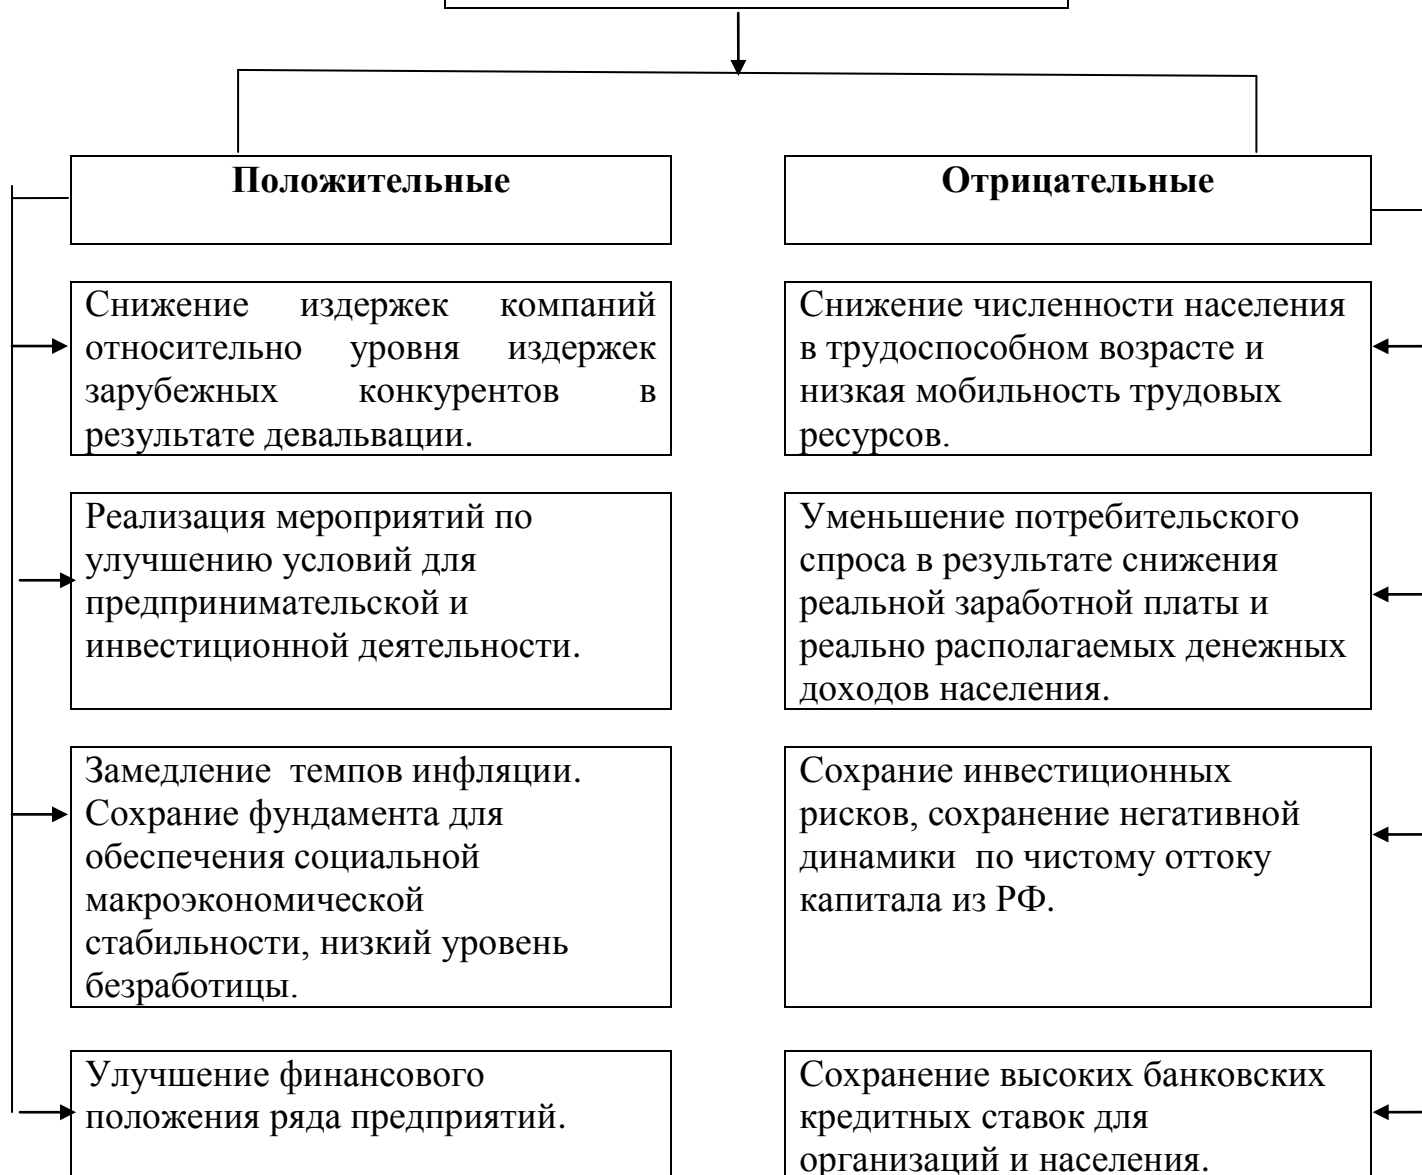 Положительные
Отрицательные
Снижение издержек компаний
относительно уровня издержек
зарубежных конкурентов в
результате девальвации.
Снижение численности населения
в трудоспособном возрасте и
низкая мобильность трудовых
ресурсов.
Реализация мероприятий по
улучшению условий для
предпринимательской и
инвестиционной деятельности.
Уменьшение потребительского
спроса в результате снижения
реальной заработной платы и
реально располагаемых денежных
доходов населения.
Замедление  темпов инфляции.
Сохрание фундамента для
обеспечения социальной
макроэкономической
стабильности, низкий уровень
безработицы.
Сохрание инвестиционных
рисков, сохранение негативной
динамики  по чистому оттоку
капитала из РФ.
Улучшение финансового
положения ряда предприятий.
Сохранение высоких банковских
кредитных ставок для
организаций и населения.